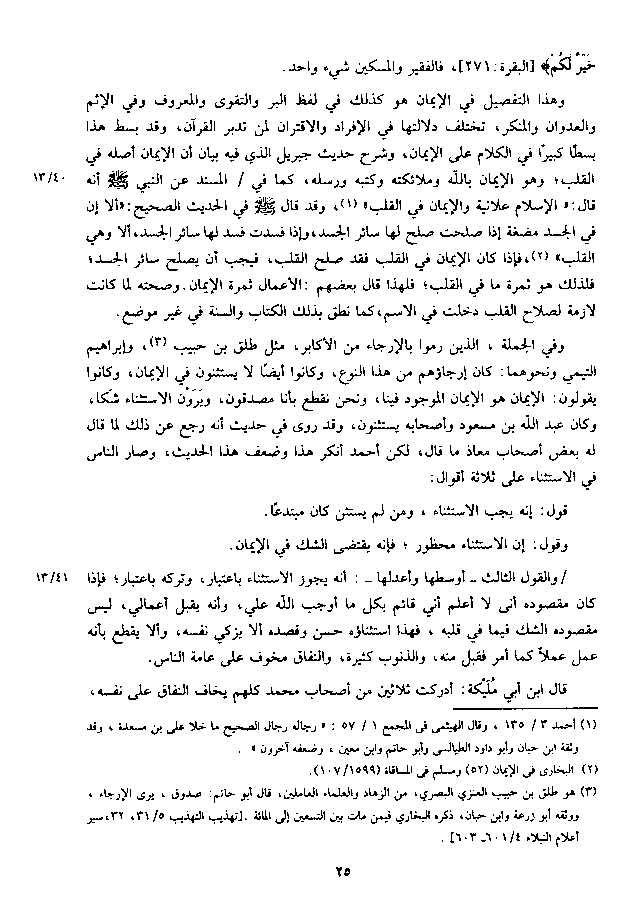 خَيْرٌ لَّكُمْ﴾ [البقرة: ٢٧١]، فالفقير والمسكين شيء واحد.
وهذا التفصيل في الإيمان هو كذلك في لفظ البر والتقوى والمعروف وفي الإثم
والعدوان والمنكر، تختلف دلالتها في الإفراد والاقتران لمن تدبر القرآن، وقد بسط هذا
بسطًا كبيرًا في الكلام على الإيمان، وشرح حديث جبريل الذي فيه بيان أن الإيمان أصله في
١٣/٤٠ القلب؛ وهو الإيمان بالله وملائكته وكتبه ورسله، كما في / المسند عن النبي ﷺ أنه
قال: «الإسلام علانية والإيمان في القلب» (١)، وقد قال ﷺ في الحديث الصحيح: «ألا إن
في الجسد مضغة إذا صلحت صلح لها سائر الجسد، وإذا فسدت فسد لها سائر الجسد، ألا وهي
القلب» (٢)، فإذا كان الإيمان في القلب فقد صلح القلب، فيجب أن يصلح سائر الجسد؛
فلذلك هو ثمرة ما في القلب؛ فلهذا قال بعضهم: الأعمال ثمرة الإيمان. وصحته لما كانت
لازمة لصلاح القلب دخلت في الاسم، كما نطق بذلك الكتاب والسنة في غير موضع.
وفي الجملة، الذين رموا بالإرجاء من الأكابر، مثل طلق بن حبيب (٣)، وإبراهيم
التيمي ونحوهما: كان إرجاؤهم من هذا النوع، وكانوا أيضًا لا يستثنون في الإيمان، وكانوا
يقولون: الإيمان هو الإيمان الموجود فينا، ونحن نقطع بأنا مصدقون، ويَرَوْن الاستثناء شكًا،
وكان عبد الله بن مسعود وأصحابه يستثنون، وقد روى في حديث أنه رجع عن ذلك لما قال
له بعض أصحاب معاذ ما قال، لكن أحمد أنكر هذا وضعف هذا الحديث، وصار الناس
في الاستثناء على ثلاثة أقوال:
قول: إنه يجب الاستثناء، ومن لم يستثن كان مبتدعًا.
وقول: إن الاستثناء محظور؛ فإنه يقتضى الشك في الإيمان.
١٣/٤١ / والقول الثالث ـ أوسطها وأعدلها ـ: أنه يجوز الاستثناء باعتبار، وتركه باعتبار؛ فإذا
كان مقصوده أنى لا أعلم أني قائم بكل ما أوجب الله علي، وأنه يقبل أعمالي، ليس
مقصوده الشك فيما في قلبه، فهذا استثناؤه حسن وقصده ألا يزكي نفسه، وألا يقطع بأنه
عمل عملاً كما أمر فقبل منه، والذنوب كثيرة، والنفاق مخوف على عامة الناس.
قال ابن أبي مُلَيْكة: أدركت ثلاثين من أصحاب محمد كلهم يخاف النفاق على نفسه،
(١) أحمد ٣ / ١٣٥ ، وقال الهيثمى فى المجمع ١ / ٥٧ : « رجاله رجال الصحيح ما خلا على بن مسعدة ، وقد
وثقه ابن حبان وأبو داود الطيالسى وأبو حاتم وابن معين ، وضعفه آخرون » .
(٢) البخارى فى الإيمان (٥٢) ومسلم فى المساقاة (١٠٧/١٥٩٩).
(٣) هو طلق بن حبيب العنزي البصري، من الزهاد والعلماء العاملين، قال أبو حاتم: صدوق ، يرى الإرجاء ،
ووثقه أبو زرعة وابن حبان، ذكره البخاري فيمن مات بين التسعين إلى المائة .[تهذيب التهذيب ٥/ ٣١، ٣٢، سير
أعلام النبلاء ٤/ ٦٠١ـ ٦٠٣] .
٢٥